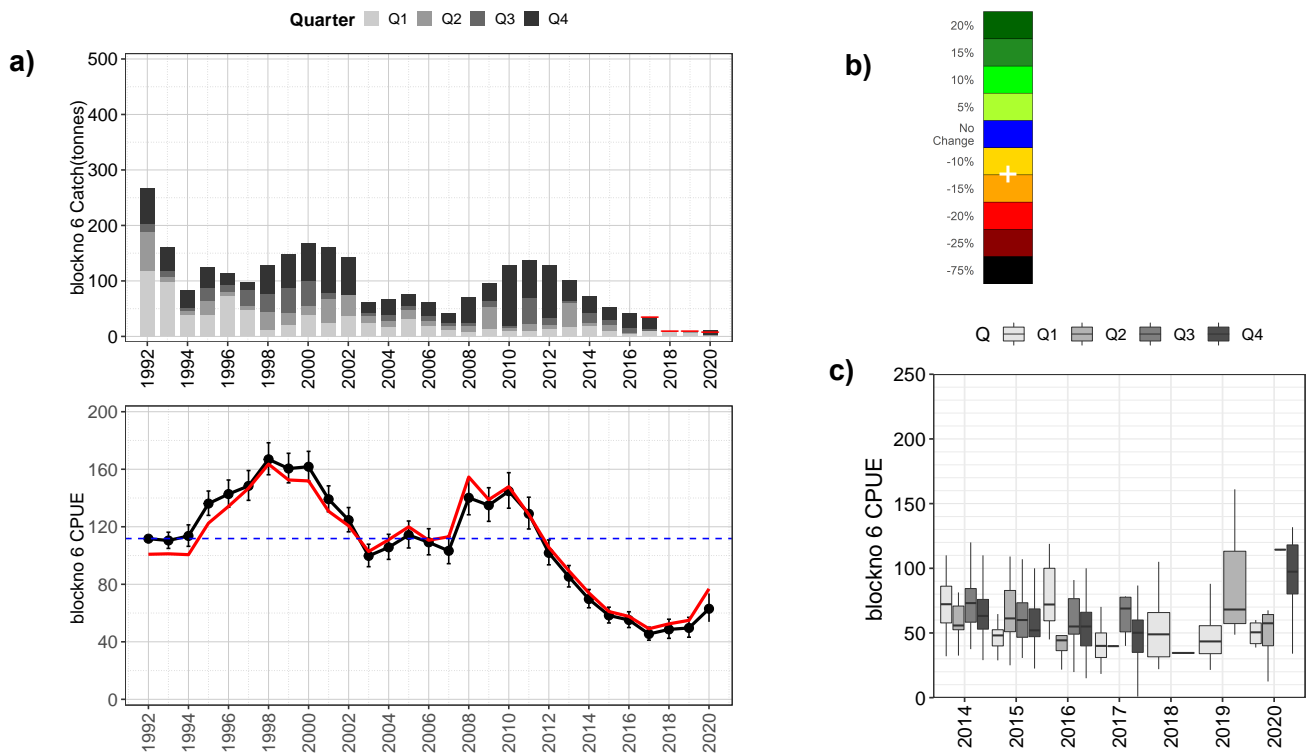 Quarter Q1 Q2 Q3 Q4
a)
blockno 6 Catch(tonnes)
500
400
300
200
100
0
1992 1994 1996 1998 2000 2002 2004 2006 2008 2010 2012 2014 2016 2018 2020
blockno 6 CPUE
200
160
120
80
40
0
1992 1994 1996 1998 2000 2002 2004 2006 2008 2010 2012 2014 2016 2018 2020
b)
20%
15%
10%
5%
No
Change
-10%
-15%
-20%
-25%
-75%
Q Q1 Q2 Q3 Q4
c)
blockno 6 CPUE
250
200
150
100
50
0
2014 2015 2016 2017 2018 2019 2020